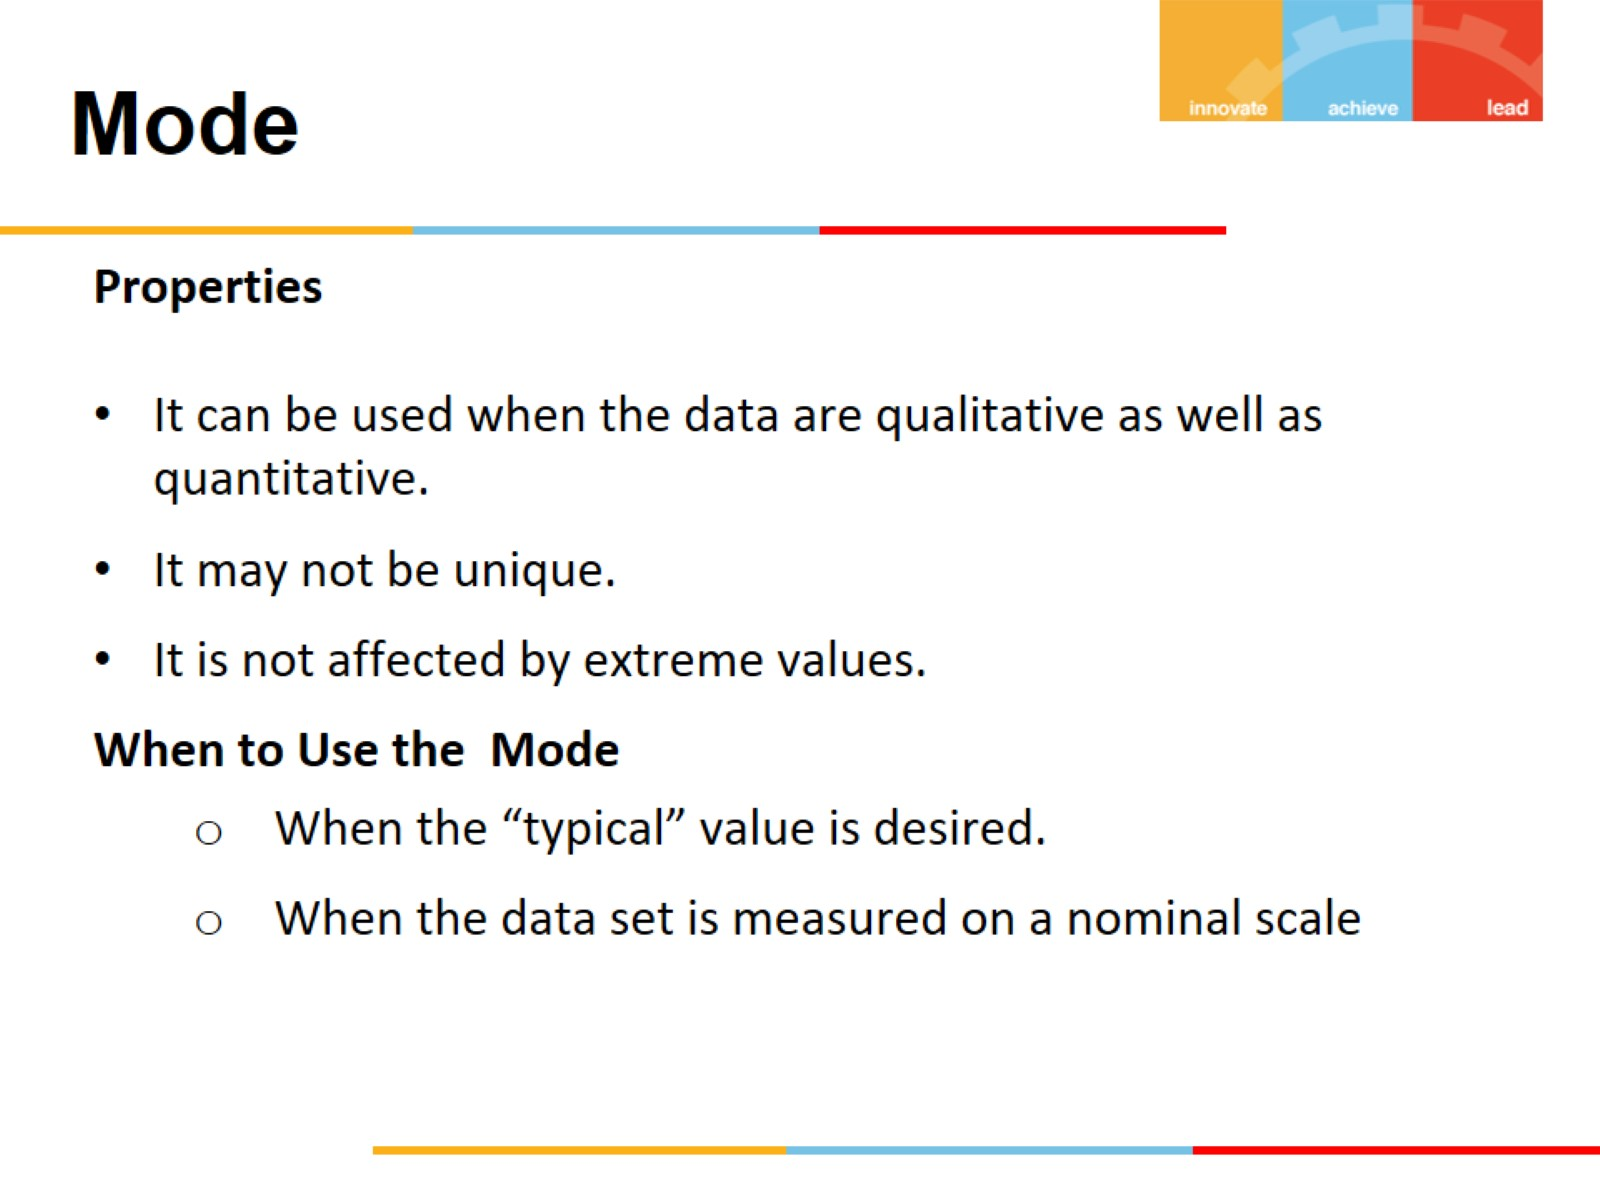 innovate achieve lead
Mode
Properties
• It can be used when the data are qualitative as well as
quantitative.
• It may not be unique.
• It is not affected by extreme values.
When to Use the  Mode
o When the “typical” value is desired.
o When the data set is measured on a nominal scale